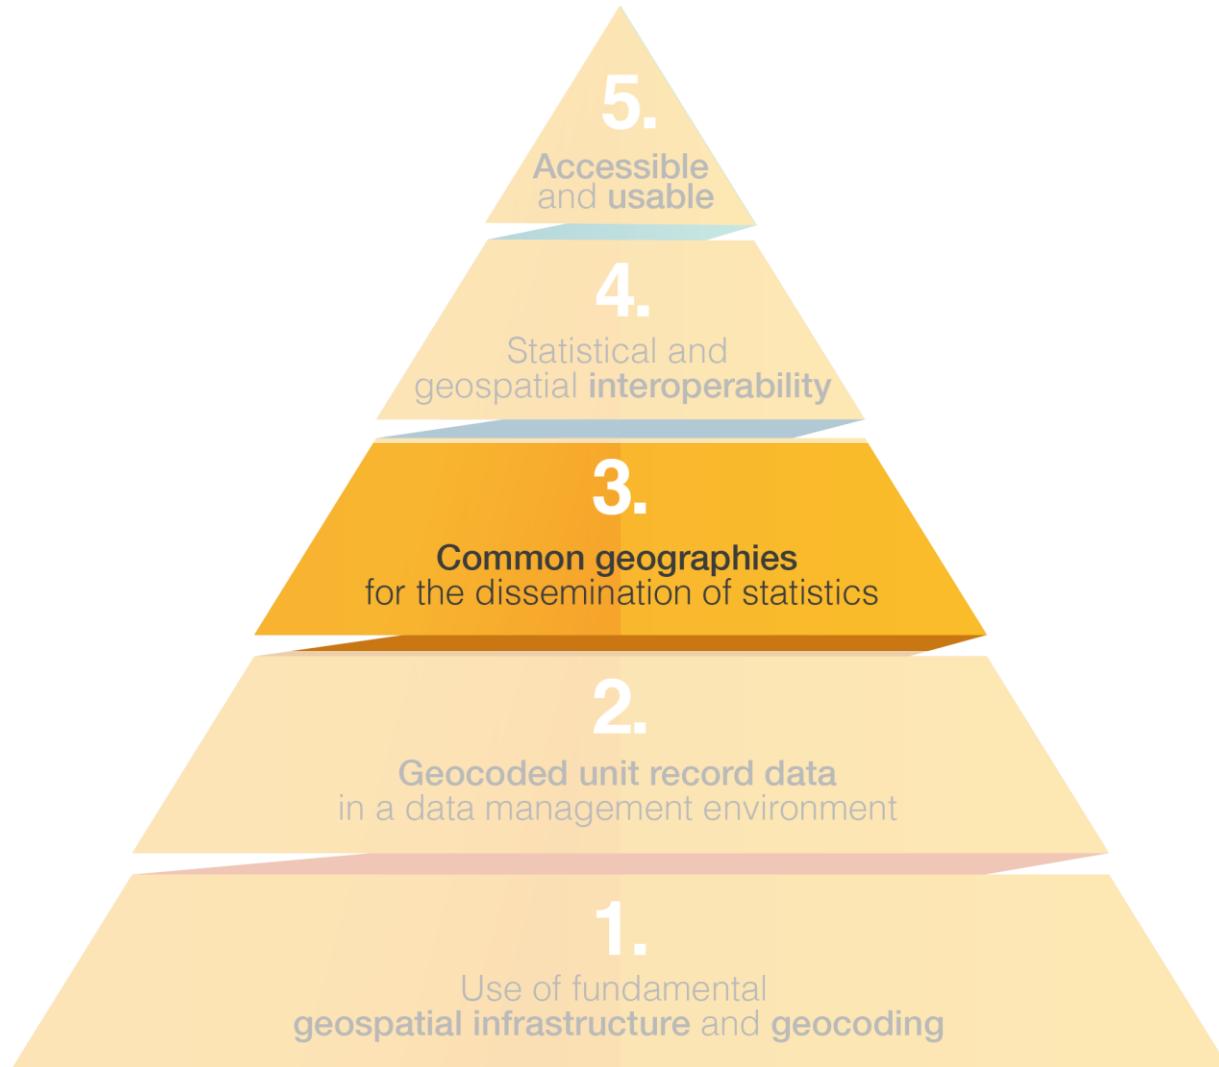 5.
Accessible
and usable
4.
Statistical and
geospatial interoperability
3.
Common geographies
for the dissemination of statistics
2.
Geocoded unit record data
in a data management environment
1.
Use of fundamental
geospatial infrastructure and geocoding